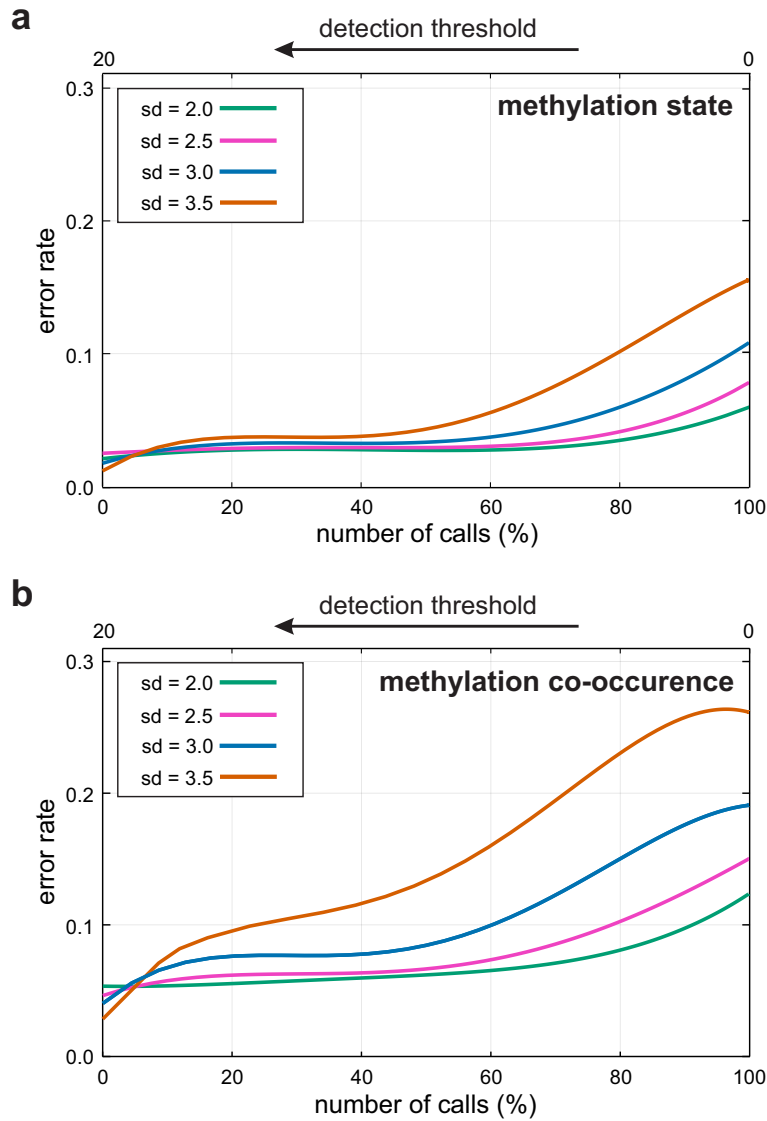 a
detection threshold
20 0
0.3
methylation state
sd = 2.0
sd = 2.5
sd = 3.0
sd = 3.5
0.2
error rate
0.1
0.0
0 20 40 60 80 100
number of calls (%)
b
detection threshold
20 0
0.3
methylation co-occurence
sd = 2.0
sd = 2.5
sd = 3.0
sd = 3.5
0.2
error rate
0.1
0.0
0 20 40 60 80 100
number of calls (%)